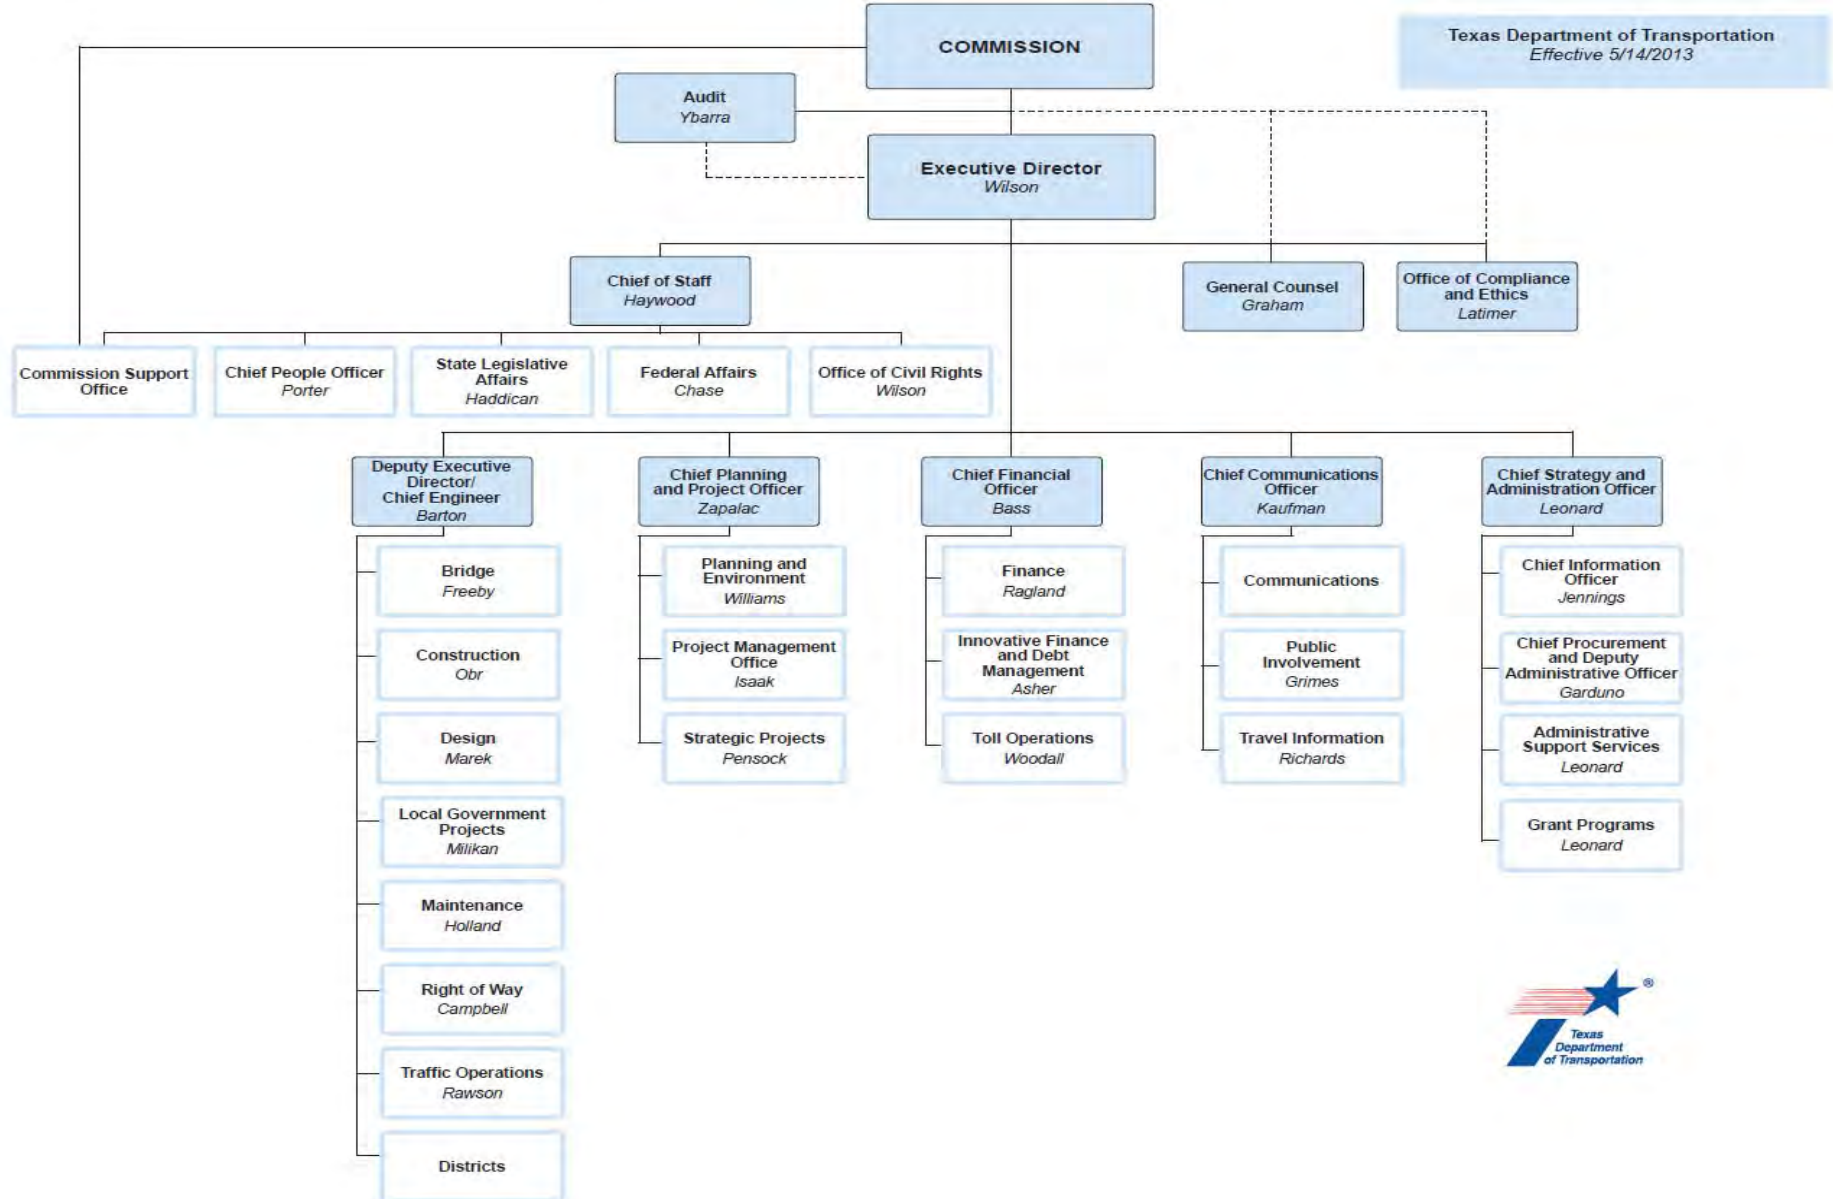 COMMISSION
Texas Department of Transportation
Effective 5/14/2013
Audit
Ybarra
Executive Director
Wilson
Chief of Staff
Haywood
General Counsel
Graham
Office of Compliance
and Ethics
Latimer
Commission Support
Office
Chief People Officer
Porter
State Legislative
Affairs
Haddican
Federal Affairs
Chase
Office of Civil Rights
Wilson
Deputy Executive
Director/
Chief Engineer
Barton
Bridge
Freeby
Construction
Obr
Design
Marek
Local Government
Projects
Milikan
Maintenance
Holland
Right of Way
Campbell
Traffic Operations
Rawson
Districts
Chief Planning
and Project Officer
Zapalac
Planning and
Environment
Williams
Project Management
Office
Isaak
Strategic Projects
Pensock
Chief Financial
Officer
Bass
Finance
Ragland
Innovative Finance
and Debt
Management
Asher
Toll Operations
Woodall
Chief Communications
Officer
Kaufman
Communications
Public
Involvement
Grimes
Travel Information
Richards
Chief Strategy and
Administration Officer
Leonard
Chief Information
Officer
Jennings
Chief Procurement
and Deputy
Administrative Officer
Garduno
Administrative
Support Services
Leonard
Grant Programs
Leonard
®
Texas
Department
of Transportation